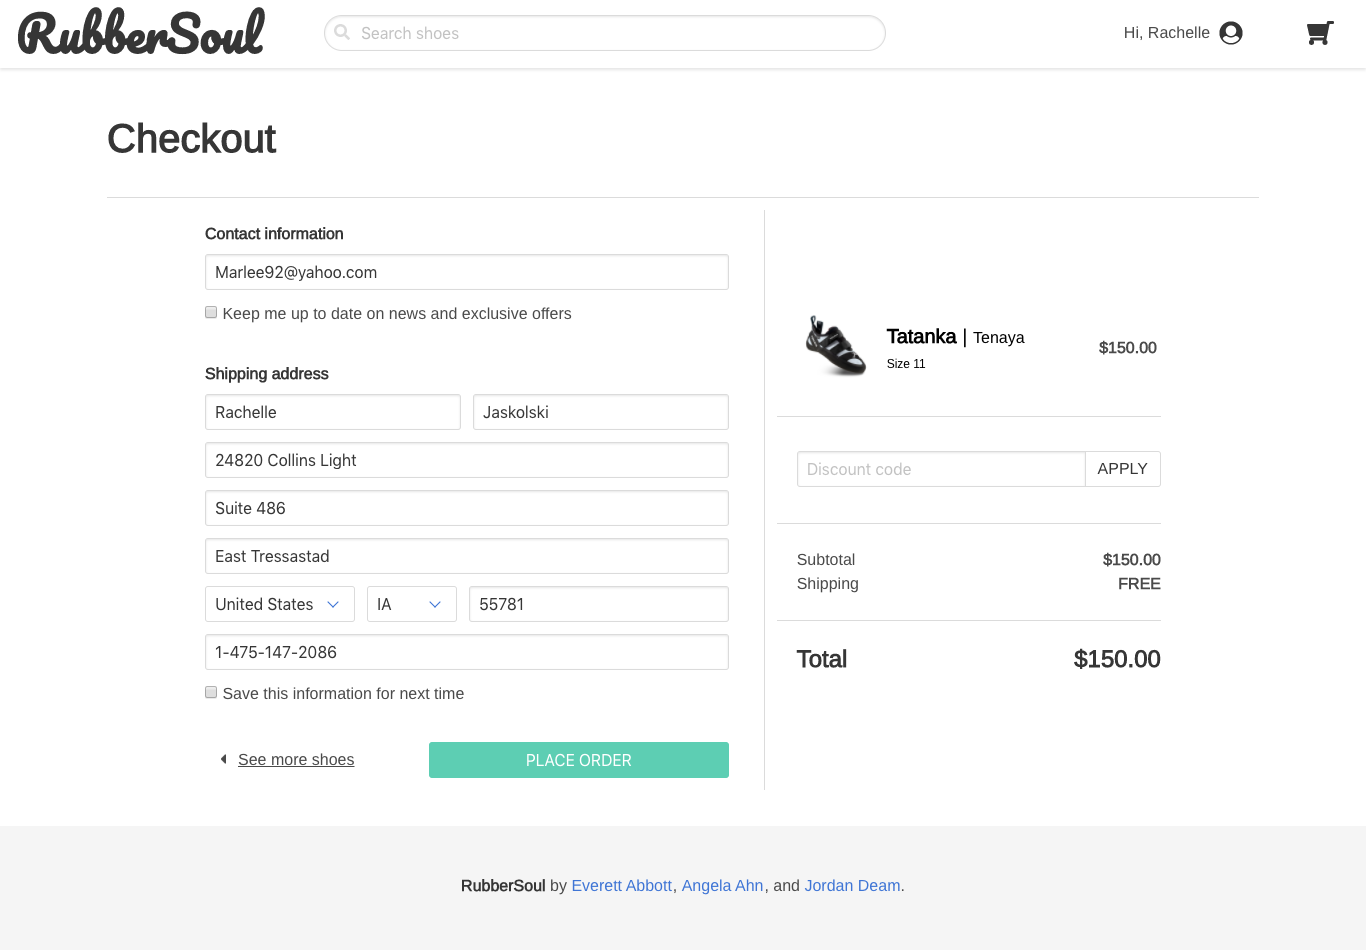 RubberSoul
Search shoes
Hi, Rachelle
Checkout
Contact information
Marlee92@yahoo.com
Keep me up to date on news and exclusive offers
Shipping address
Rachelle
Jaskolski
24820 Collins Light
Suite 486
East Tressastad
United States
IA
55781
1-475-147-2086
Save this information for next time
See more shoes
PLACE ORDER
Tatanka | Tenaya
Size 11
$150.00
Discount code
APPLY
Subtotal $150.00
Shipping FREE
Total $150.00
RubberSoul by Everett Abbott, Angela Ahn, and Jordan Deam.